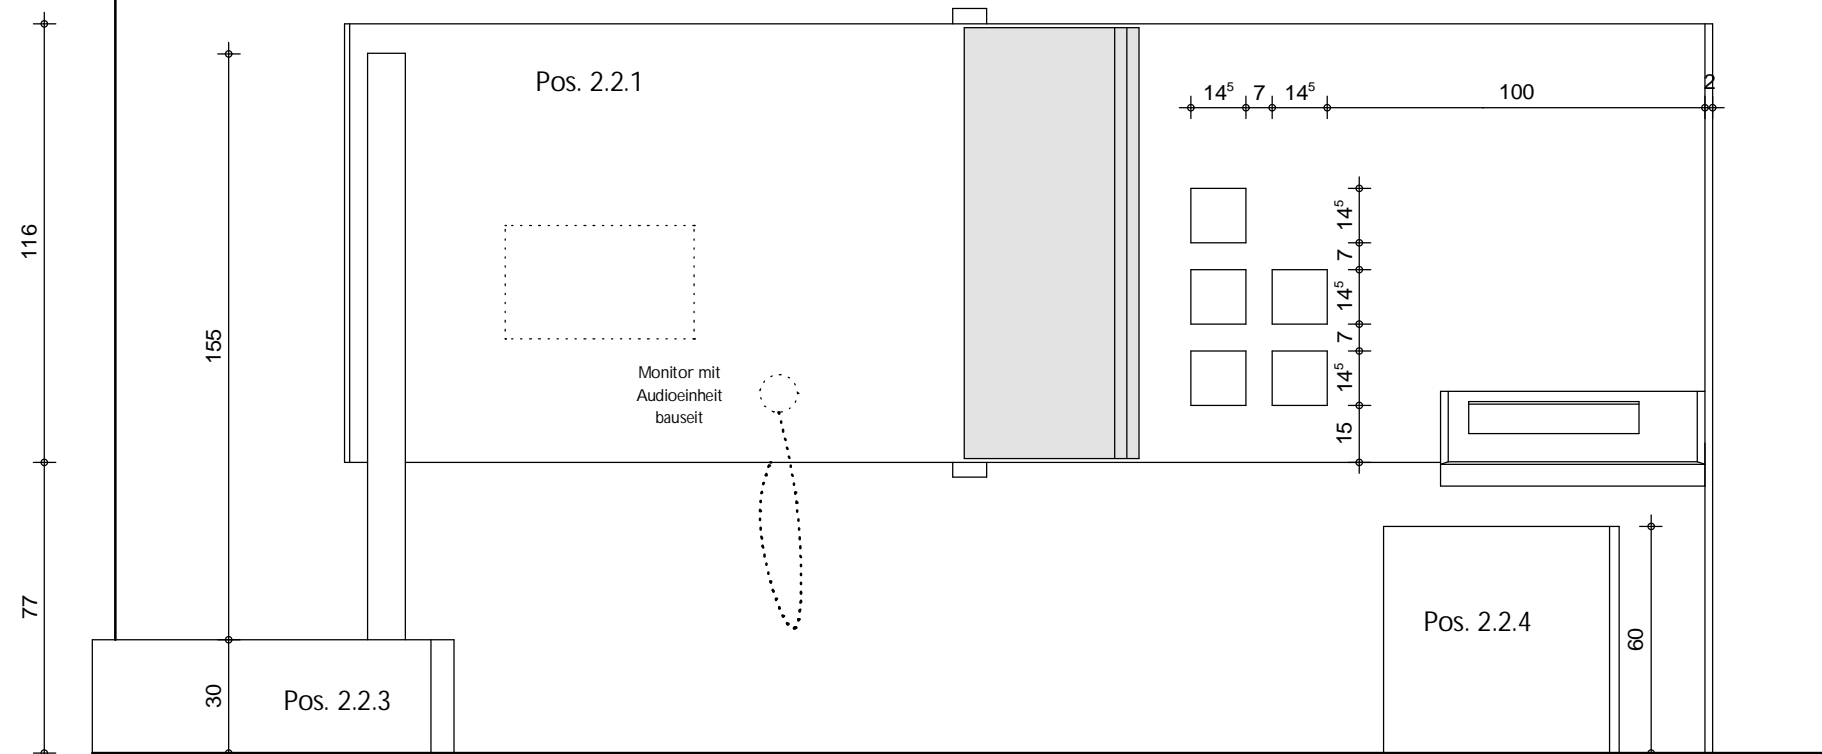 2
Pos. 2.2.1
14⁵ 7 14⁵ 100
14⁵
116
7
14⁵
155
7
Monitor mit
Audioeinheit
bauseit
14⁵
15
77
Pos. 2.2.4
60
30
Pos. 2.2.3